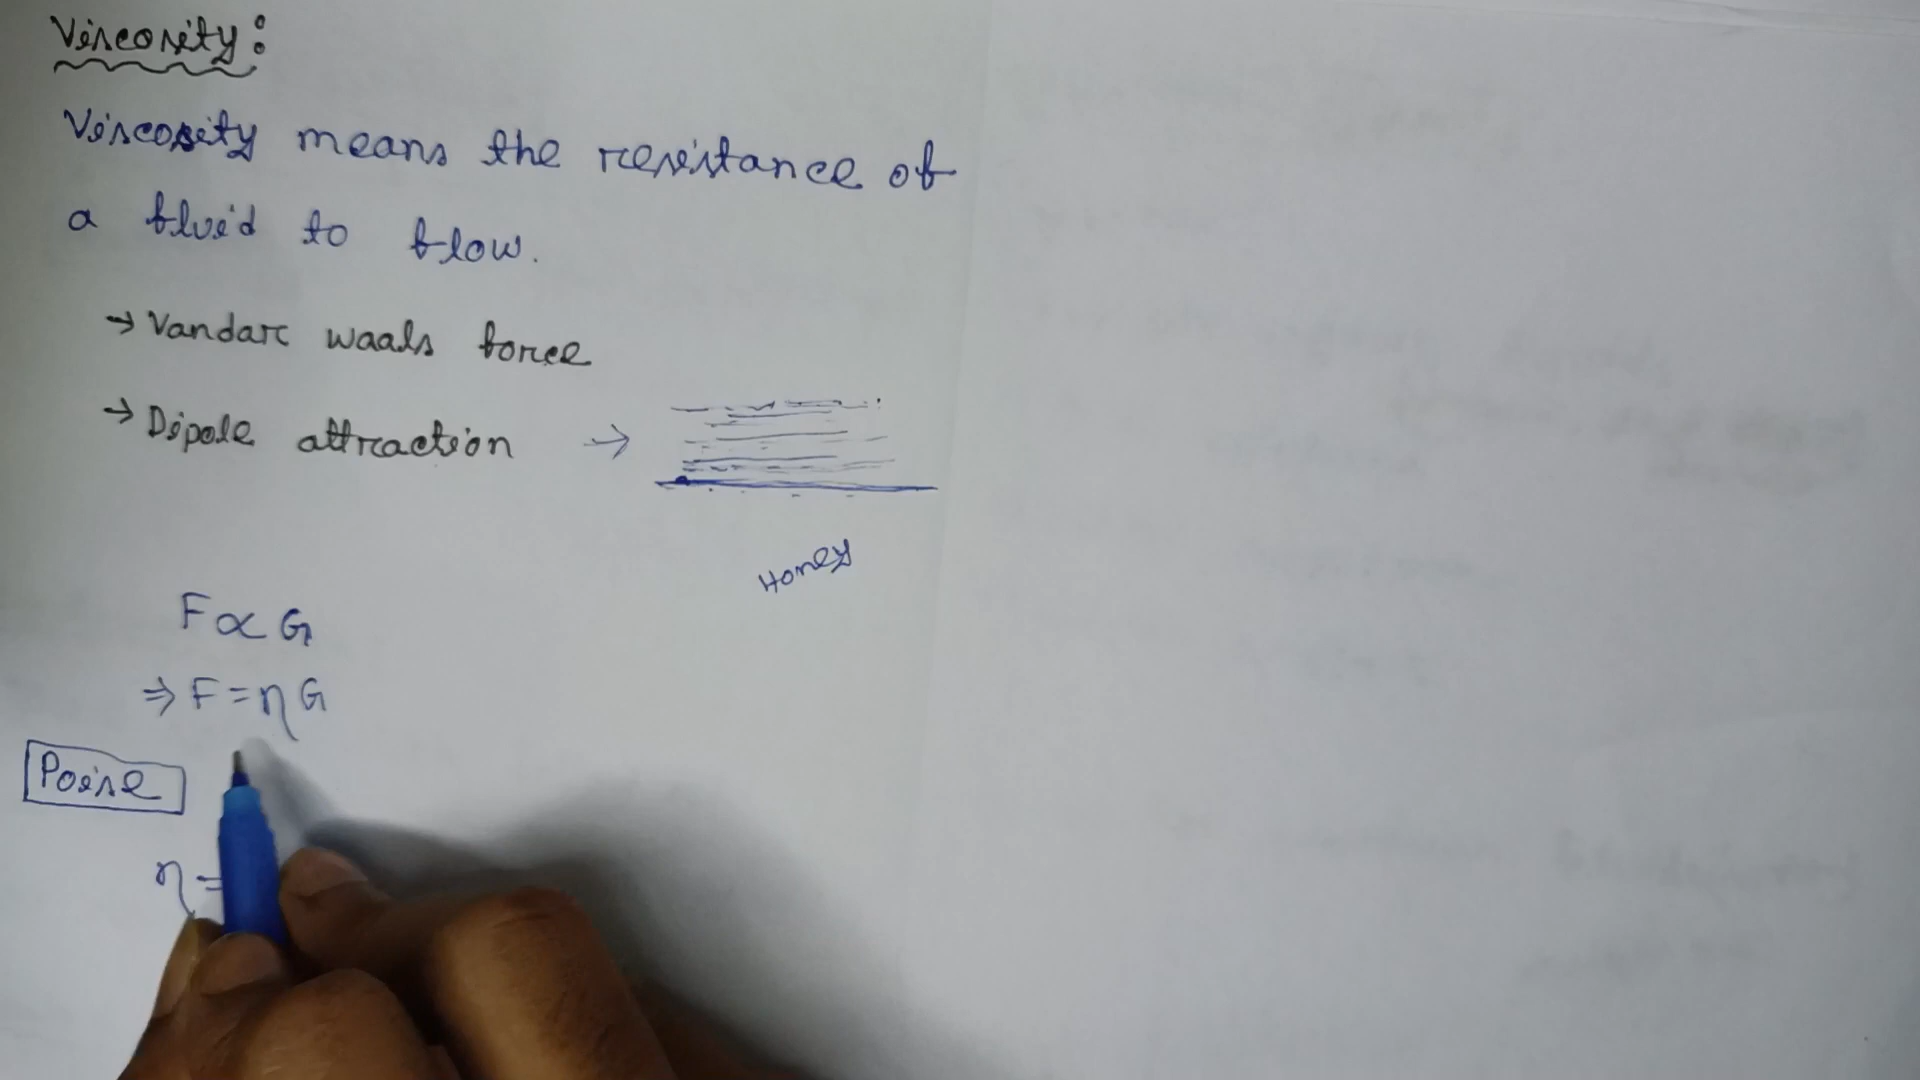 Viscosity:
Viscosity means the resistance of
a fluid to flow.
→ Vandar waals force
→ Dipole attraction →
Honey
F ∝ G
⇒ F = η G
Poise
η =